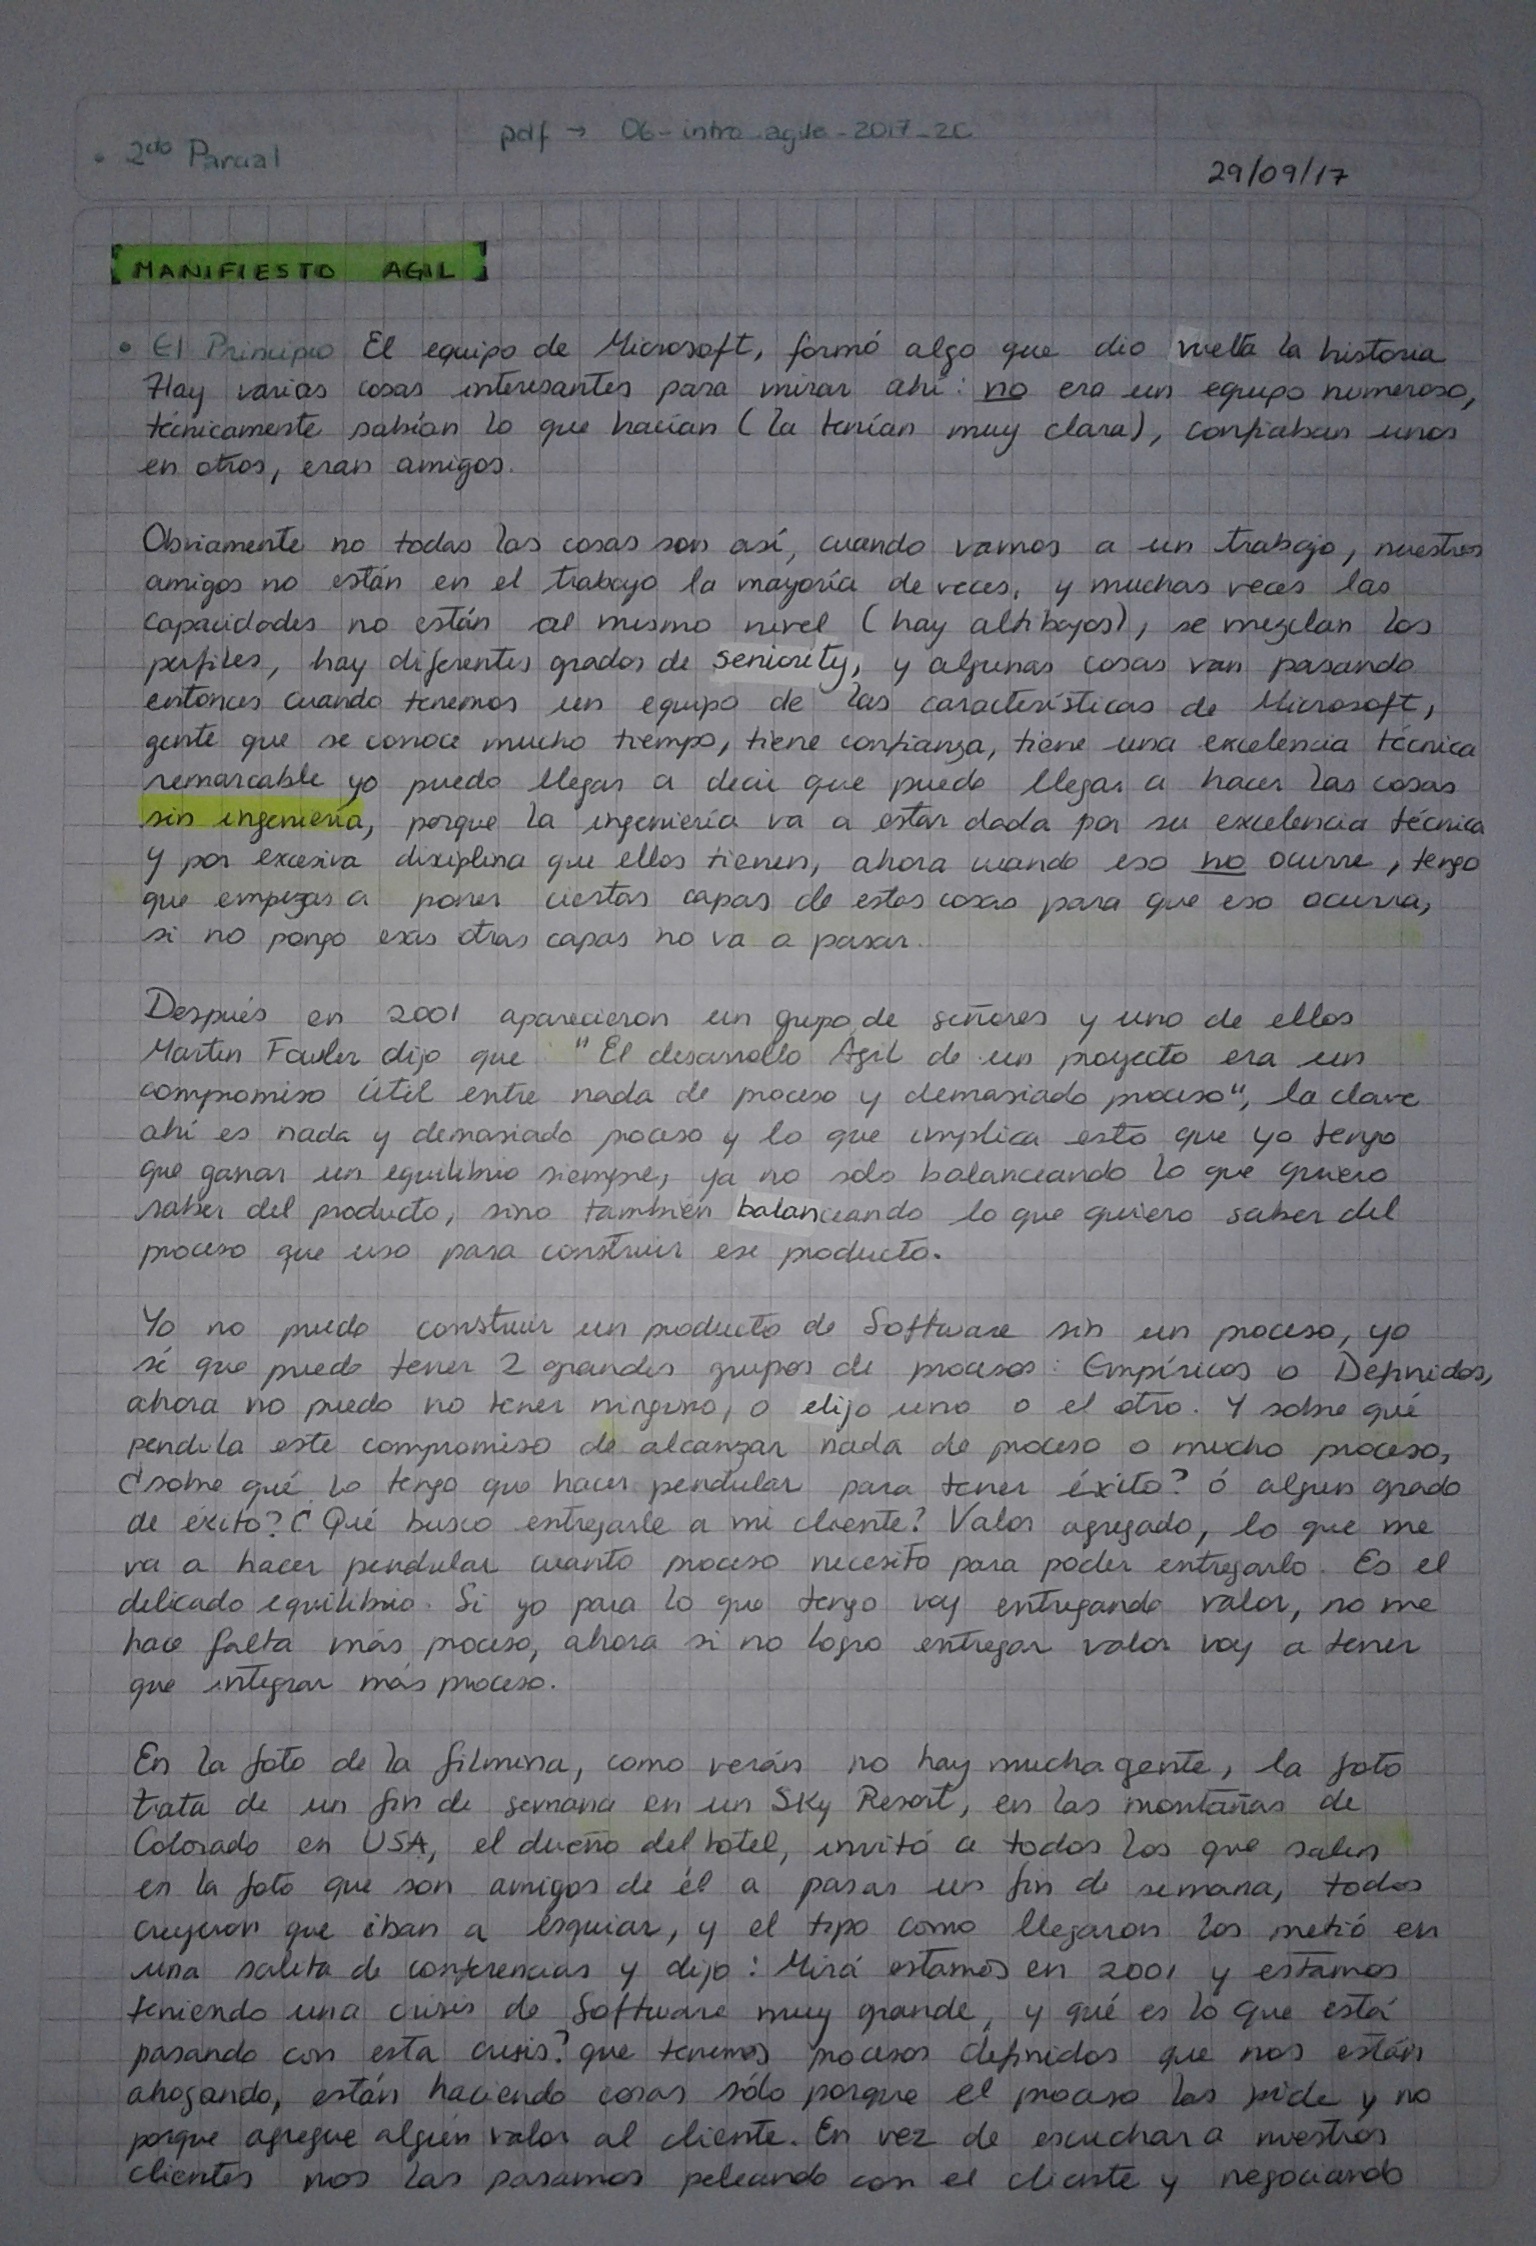 • 2do Parcial
pdf → 06-intro_agile-2017_2C
29/09/17
MANIFIESTO AGIL
• El Principio El equipo de Microsoft, formó algo que dio vuelta la historia
Hay varias cosas interesantes para mirar ahí: no era un equipo numeroso,
técnicamente sabían lo que hacían (la tenían muy clara), confiaban unos
en otros, eran amigos.
Obviamente no todas las cosas son así, cuando vamos a un trabajo, nuestros
amigos no están en el trabajo la mayoría de veces, y muchas veces las
capacidades no están al mismo nivel (hay altibajos), se mezclan los
perfiles, hay diferentes grados de seniority, y algunas cosas van pasando
entonces cuando tenemos un equipo de las características de Microsoft,
gente que se conoce mucho tiempo, tiene confianza, tiene una excelencia técnica
remarcable yo puedo llegar a decir que puedo llegar a hacer las cosas
sin ingeniería, porque la ingeniería va a estar dada por su excelencia técnica
y por excesiva disciplina que ellos tienen, ahora cuando eso no ocurre, tengo
que empezar a poner ciertas capas de estas cosas para que eso ocurra,
si no pongo esas otras capas no va a pasar.
Después en 2001 aparecieron un grupo de señores y uno de ellos
Martin Fowler dijo que "El desarrollo Agil de un proyecto era un
compromiso útil entre nada de proceso y demasiado proceso", la clave
ahí es nada y demasiado proceso y lo que implica esto que yo tengo
que ganar un equilibrio siempre, ya no sólo balanceando lo que quiero
saber del producto, sino también balanceando lo que quiero saber del
proceso que uso para construir ese producto.
Yo no puedo construir un producto de Software sin un proceso, yo
sé que puedo tener 2 grandes grupos de procesos: Empíricos o Definidos,
ahora no puedo no tener ninguno, o elijo uno o el otro. Y sobre qué
pendula este compromiso de alcanzar nada de proceso o mucho proceso,
¿sobre qué lo tengo que hacer pendular para tener éxito? ó algún grado
de éxito? ¿Qué busco entregarle a mi cliente? Valor agregado, lo que me
va a hacer pendular cuanto proceso necesito para poder entregarlo. Es el
delicado equilibrio. Si yo para lo que tengo voy entregando valor, no me
hace falta más proceso, ahora si no logro entregar valor voy a tener
que integrar más proceso.
En la foto de la filmina, como verán no hay mucha gente, la foto
trata de un fin de semana en un Sky Resort, en las montañas de
Colorado en USA, el dueño del hotel, invitó a todos los que salen
en la foto que son amigos de él a pasar un fin de semana, todos
creyeron que iban a esquiar, y el tipo como llegaron los metió en
una salita de conferencias y dijo: Mirá estamos en 2001 y estamos
teniendo una crisis de Software muy grande, y qué es lo que está
pasando con esta crisis? que tenemos procesos definidos que nos están
ahogando, están haciendo cosas sólo porque el proceso las pide y no
porque agregue algún valor al cliente. En vez de escuchar a nuestros
clientes nos las pasamos peleando con el cliente y negociando